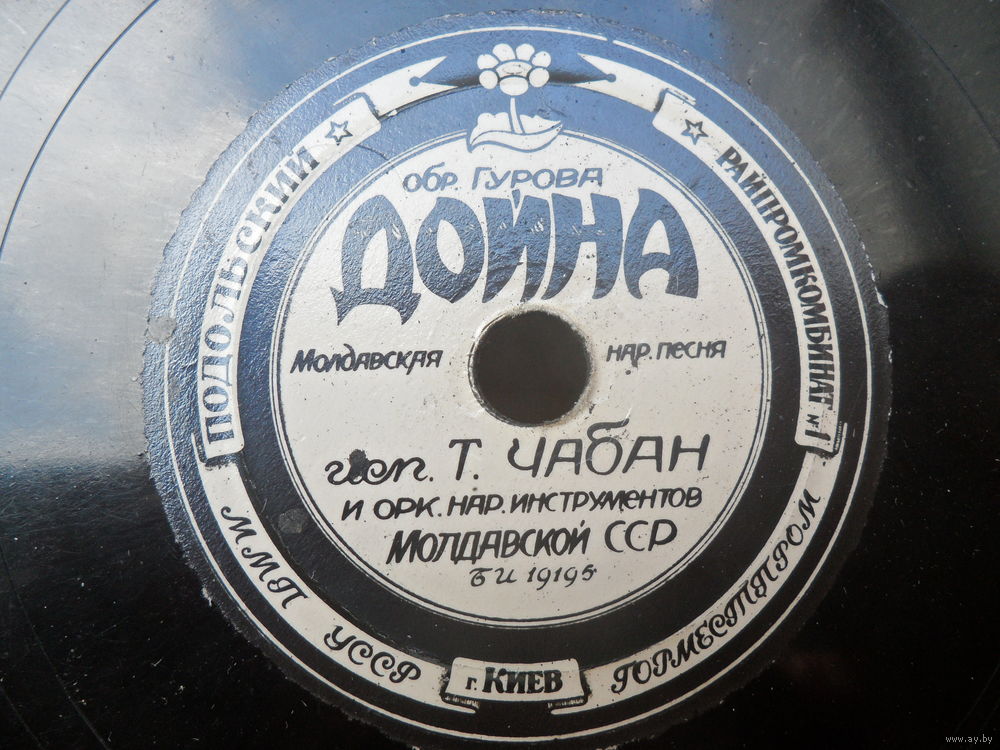 ПОДОЛЬСКИЙ
РАЙПРОМКОМБИНАТ №1
обр ГУРОВА
ДОЙНА
Молдавская нар. песня
исп. Т. ЧАБАН
И ОРК. НАР. ИНСТРУМЕНТОВ
МОЛДАВСКОЙ ССР
БИ 19195
ММП УССР
г. КИЕВ
ГОРМЕСТПРОМ
www.ay.by